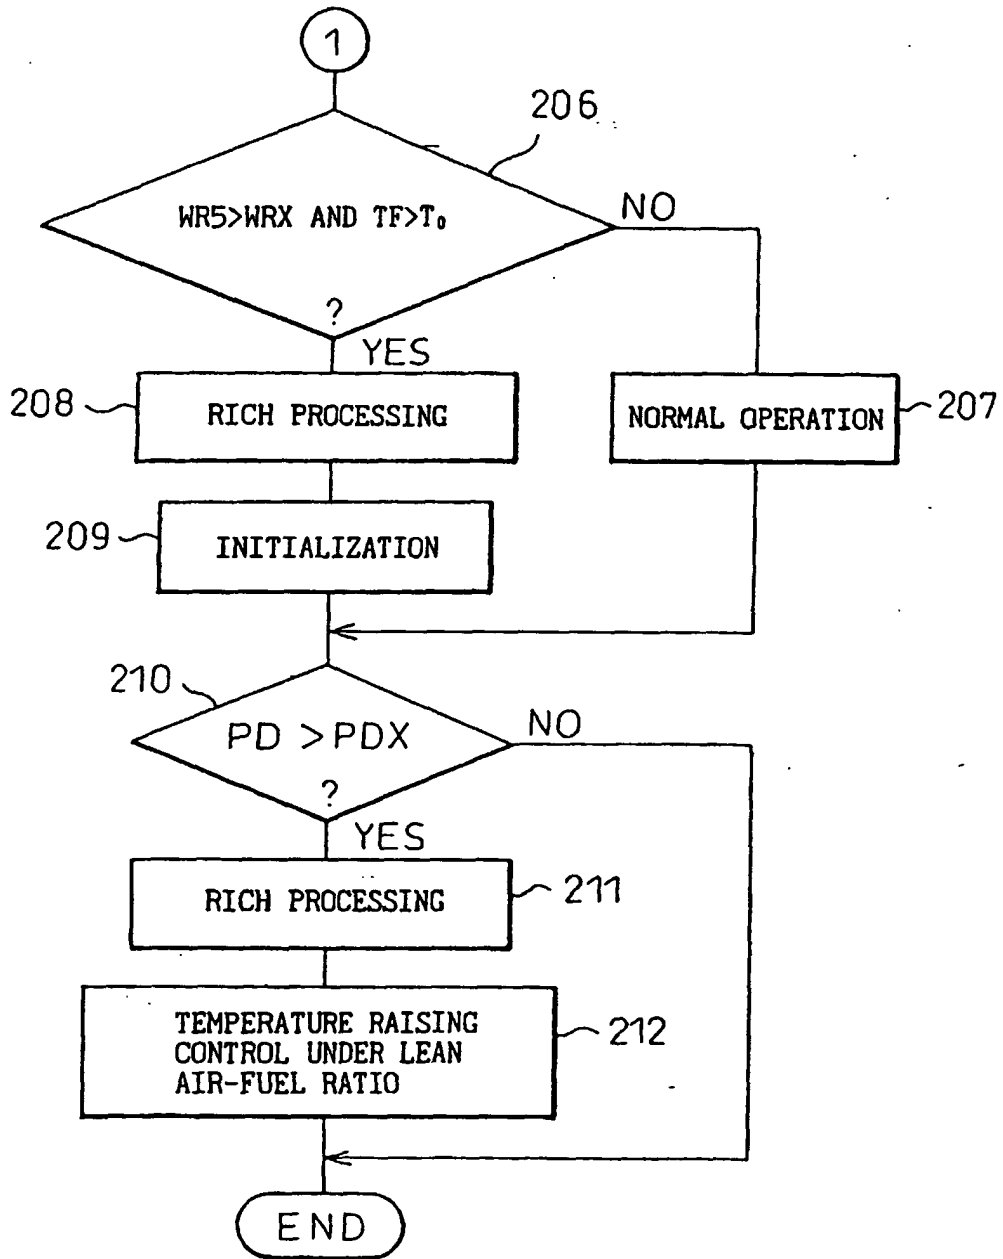 1
206
WR5>WRX AND TF>T₀
NO
?
YES
208
RICH PROCESSING
NORMAL OPERATION
207
209
INITIALIZATION
210
PD >PDX
NO
?
YES
RICH PROCESSING
211
TEMPERATURE RAISING
CONTROL UNDER LEAN
AIR-FUEL RATIO
212
END